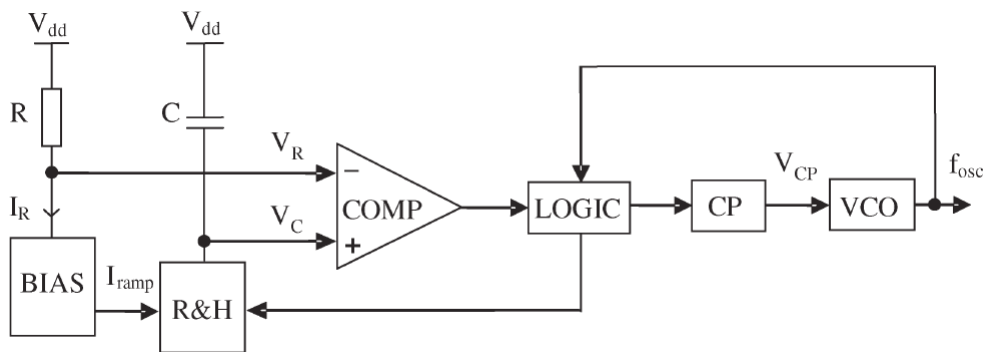 Vdd
Vdd
R
C
VR
IR
VC
−
+
COMP
LOGIC
CP
VCP
VCO
fosc
BIAS
Iramp
R&H